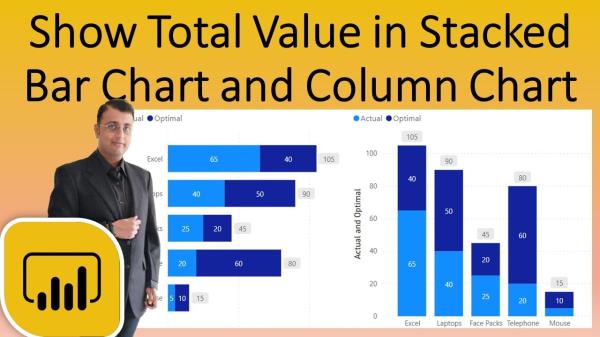 Show Total Value in Stacked
Bar Chart and Column Chart
ual Optimal
Excel 65 40 105
ops 40 50 90
ks 25 20 45
e 20 60 80
se 5 10 15
Actual Optimal
105
90
80
45
15
100
80
60
40
20
0
Actual and Optimal
40 50 20 60 10
65 40 25 20 5
Excel Laptops Face Packs Telephone Mouse